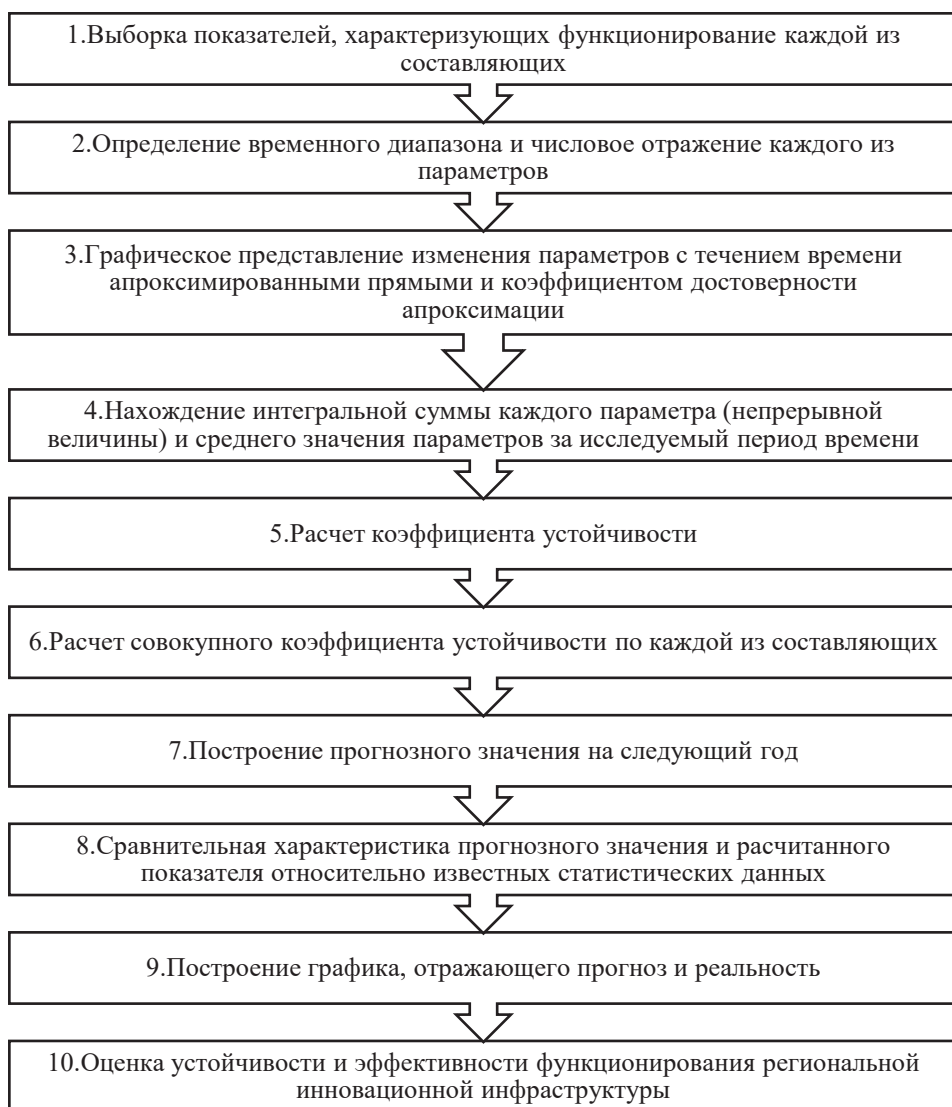 1.Выборка показателей, характеризующих функционирование каждой из
составляющих
2.Определение временного диапазона и числовое отражение каждого из
параметров
3.Графическое представление изменения параметров с течением времени
апроксимированными прямыми и коэффициентом достоверности
апроксимации
4.Нахождение интегральной суммы каждого параметра (непрерывной
величины) и среднего значения параметров за исследуемый период времени
5.Расчет коэффициента устойчивости
6.Расчет совокупного коэффициента устойчивости по каждой из составляющих
7.Построение прогнозного значения на следующий год
8.Сравнительная характеристика прогнозного значения и расчитанного
показателя относительно известных статистических данных
9.Построение графика, отражающего прогноз и реальность
10.Оценка устойчивости и эффективности функционирования региональной
инновационной инфраструктуры